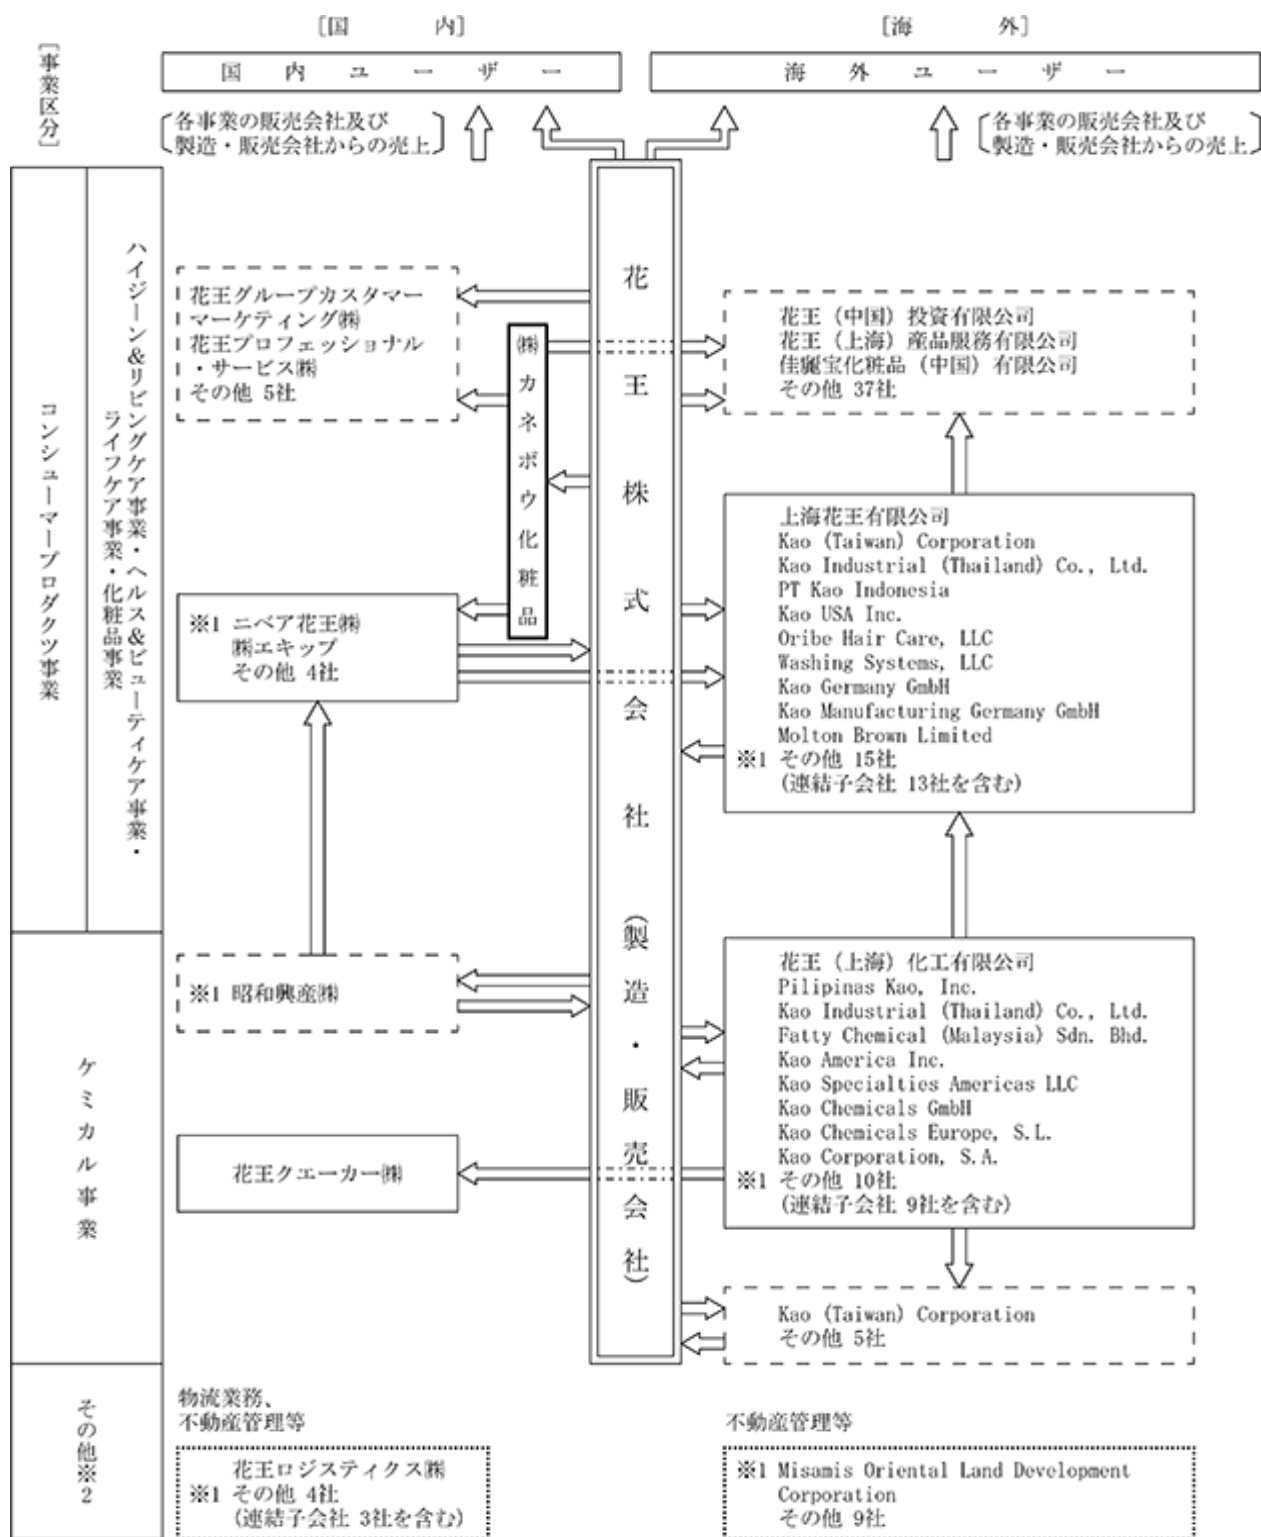 [国　　内]
[海　　外]
[事業区分]
国内ユーザー
海外ユーザー
各事業の販売会社及び
製造・販売会社からの売上
各事業の販売会社及び
製造・販売会社からの売上
コンシューマープロダクツ事業
ハイジーン&リビングケア事業・ヘルス&ビューティケア事業・
ライフケア事業・化粧品事業
花王グループカスタマー
マーケティング㈱
花王プロフェッショナル
・サービス㈱
その他 5社
㈱カネボウ化粧品
花王株式会社(製造・販売会社)
花王（中国）投資有限公司
花王（上海）産品服務有限公司
佳麗宝化粧品（中国）有限公司
その他 37社
※1 ニベア花王㈱
㈱エキップ
その他 4社
上海花王有限公司
Kao (Taiwan) Corporation
Kao Industrial (Thailand) Co., Ltd.
PT Kao Indonesia
Kao USA Inc.
Oribe Hair Care, LLC
Washing Systems, LLC
Kao Germany GmbH
Kao Manufacturing Germany GmbH
Molton Brown Limited
※1 その他 15社
(連結子会社 13社を含む)
ケミカル事業
※1 昭和興産㈱
花王クエーカー㈱
花王（上海）化工有限公司
Pilipinas Kao, Inc.
Kao Industrial (Thailand) Co., Ltd.
Fatty Chemical (Malaysia) Sdn. Bhd.
Kao America Inc.
Kao Specialties Americas LLC
Kao Chemicals GmbH
Kao Chemicals Europe, S.L.
Kao Corporation, S.A.
※1 その他 10社
(連結子会社 9社を含む)
Kao (Taiwan) Corporation
その他 5社
その他※2
物流業務、
不動産管理等
花王ロジスティクス㈱
※1 その他 4社
(連結子会社 3社を含む)
不動産管理等
※1 Misamis Oriental Land Development
Corporation
その他 9社